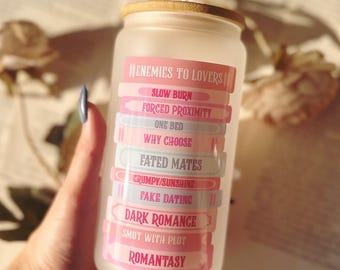 ENEMIES TO LOVERS
SLOW BURN
FORCED PROXIMITY
ONE BED
WHY CHOOSE
FATED MATES
GRUMPY/SUNSHINE
FAKE DATING
DARK ROMANCE
SMUT WITH PLOT
ROMANTASY